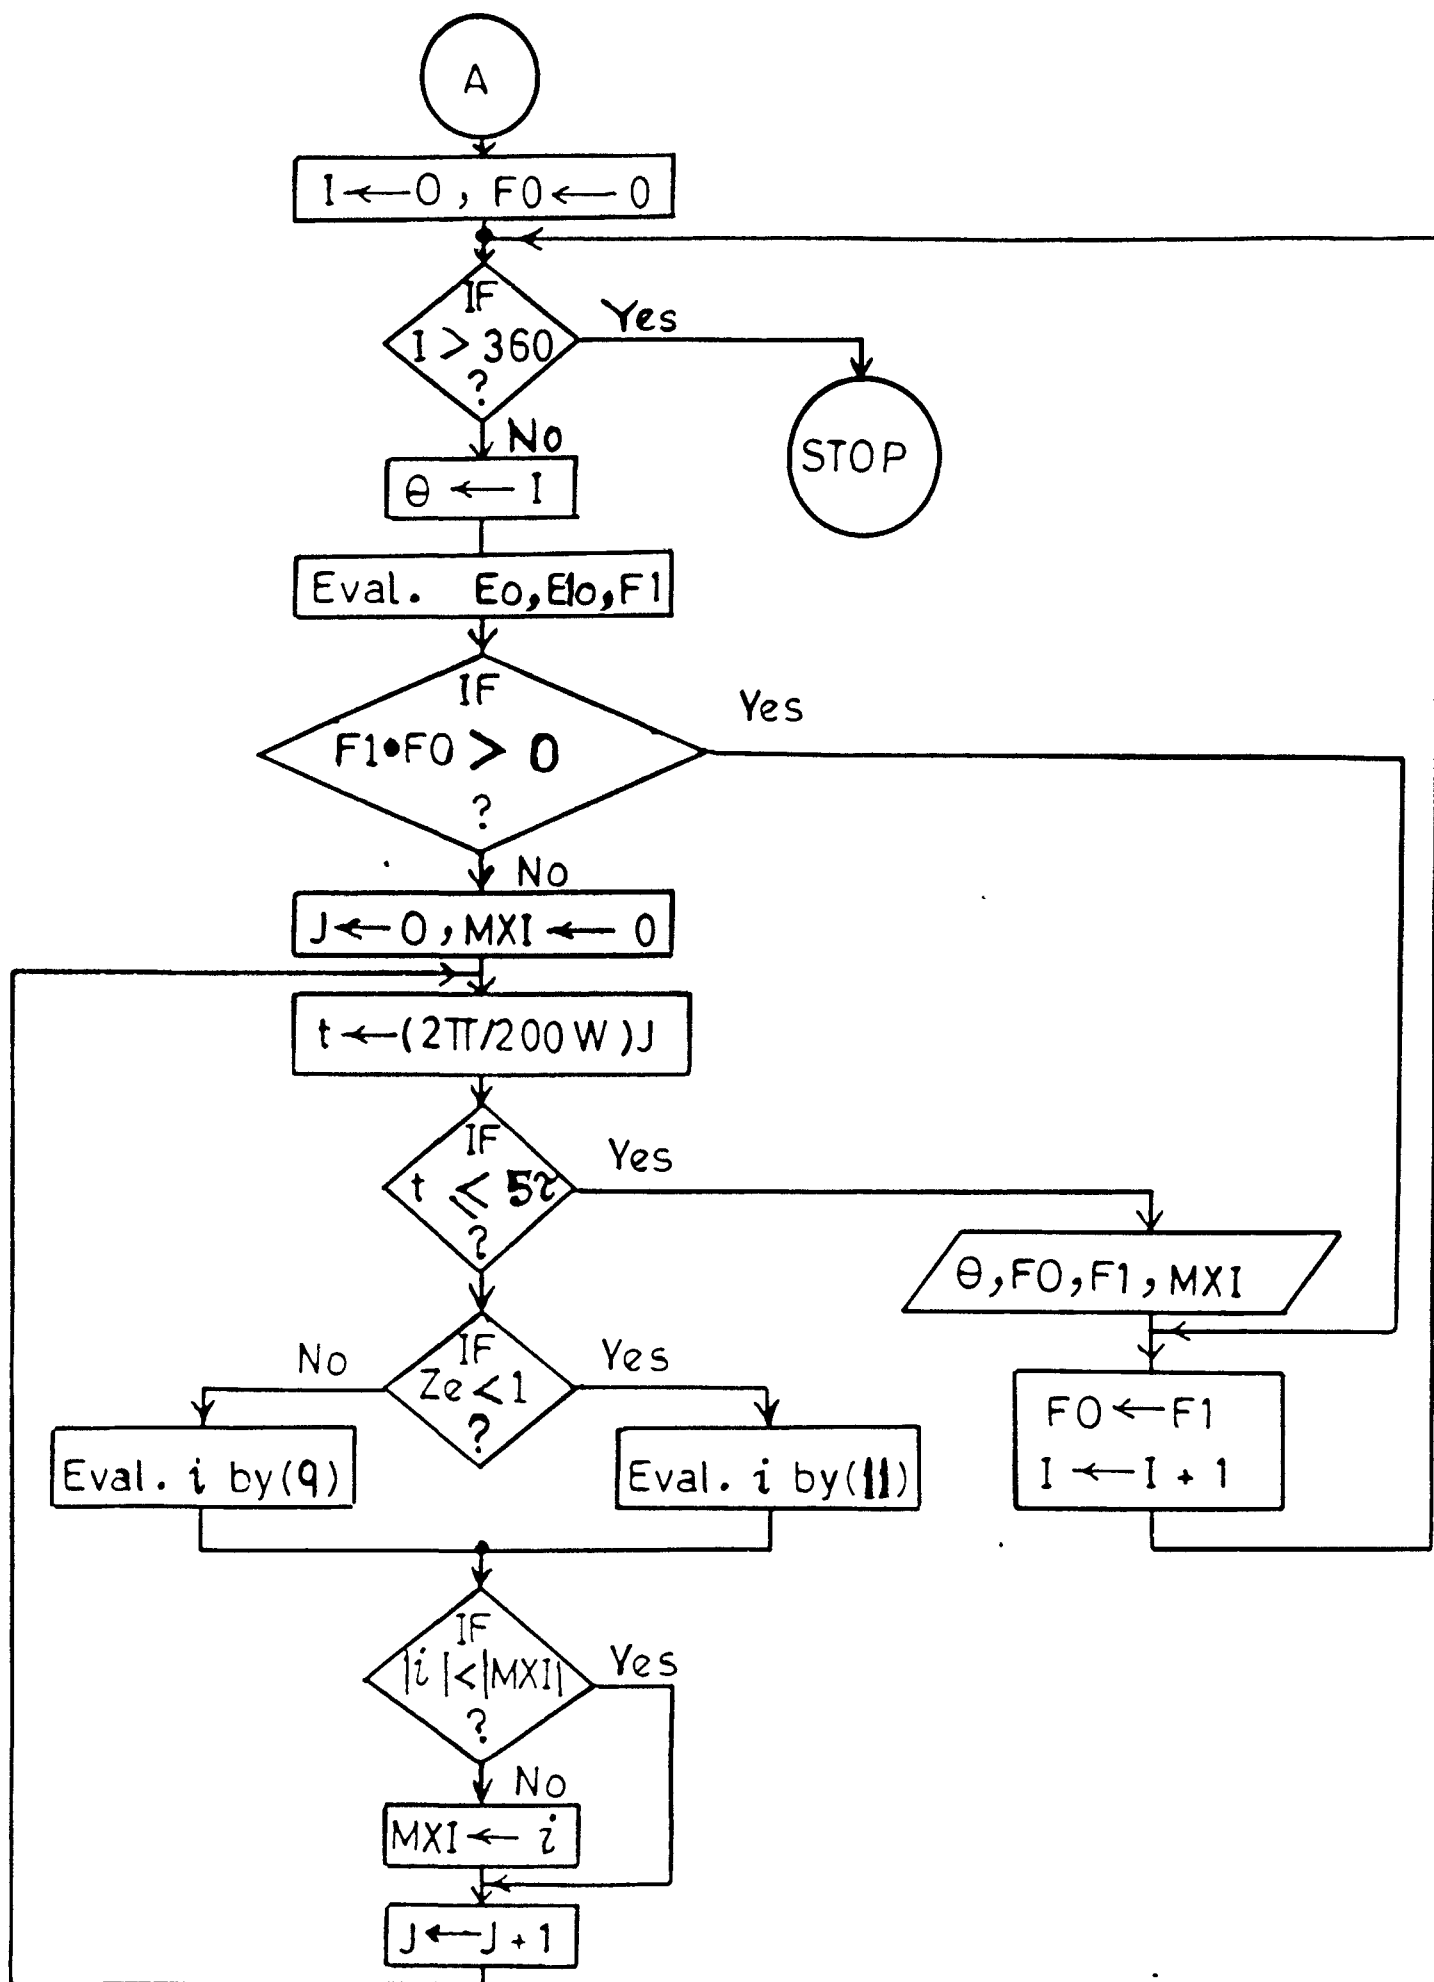 A
I ← 0 , F0 ← 0
IF
I > 360
?
Yes
STOP
No
θ ← I
Eval. Eo,E1o,F1
IF
F1•F0 > 0
?
Yes
No
J ← 0 , MXI ← 0
t ← (2π/200W)J
IF
t ≤ 5τ
?
Yes
θ,F0,F1,MXI
IF
Ze < 1
?
No
Yes
F0 ← F1
I ← I + 1
Eval. i by(9)
Eval. i by(11)
IF
|i|<|MXI|
?
Yes
No
MXI ← i
J ← J + 1